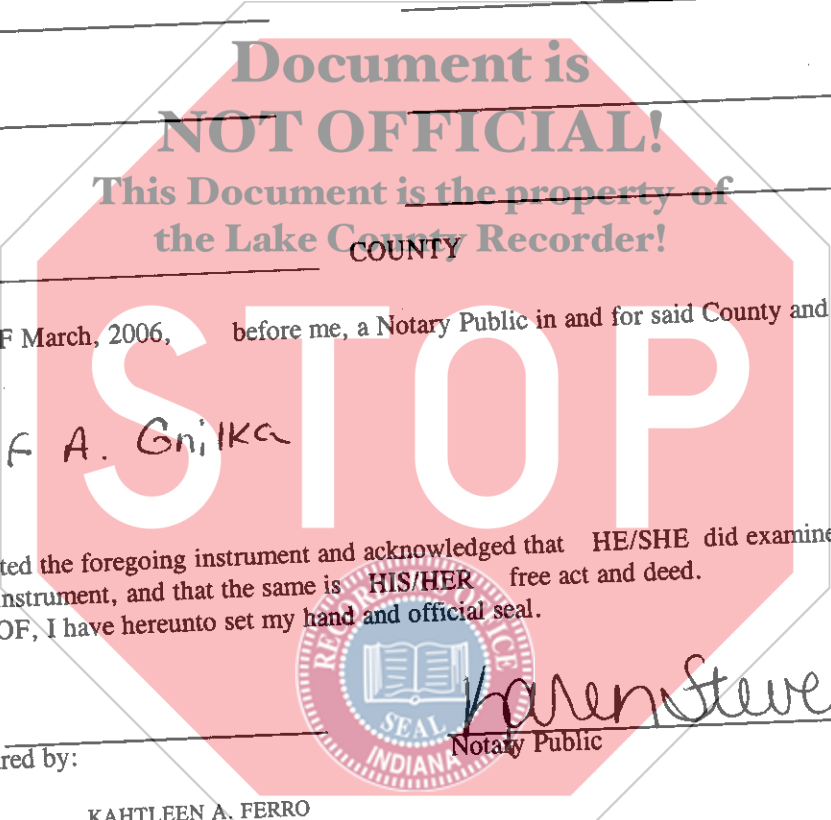 Document is
NOT OFFICIAL!
This Document is the property of
the Lake County Recorder!
COUNTY
F March, 2006, before me, a Notary Public in and for said County and
STOP
F A. Gnilka
ted the foregoing instrument and acknowledged that HE/SHE did examine
nstrument, and that the same is HIS/HER free act and deed.
OF, I have hereunto set my hand and official seal.
RECORDER'S OFFICE
SEAL
INDIANA
Karen Steve
Notary Public
red by:
KAHTLEEN A. FERRO